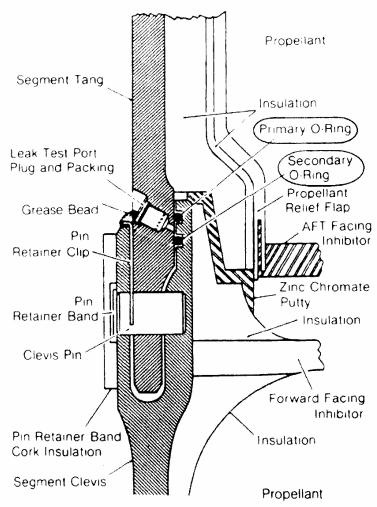 Propellant
Segment Tang
Insulation
Primary O-Ring
Leak Test Port
Plug and Packing
Secondary
O-Ring
Propellant
Relief Flap
Grease Bead
AFT Facing
Inhibitor
Pin
Retainer Clip
Zinc Chromate
Putty
Pin
Retainer Band
Insulation
Clevis Pin
Forward Facing
Inhibitor
Pin Retainer Band
Cork Insulation
Insulation
Segment Clevis
Propellant